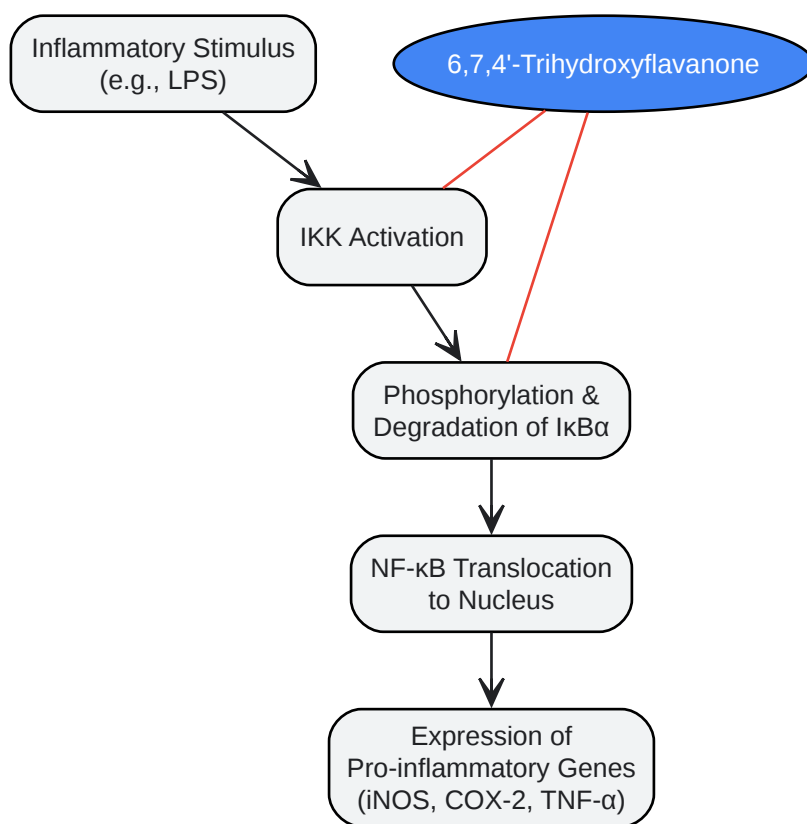 Inflammatory Stimulus
(e.g., LPS)
6,7,4'-Trihydroxyflavanone
IKK Activation
Phosphorylation &
Degradation of IκBα
NF-κB Translocation
to Nucleus
Expression of
Pro-inflammatory Genes
(iNOS, COX-2, TNF-α)